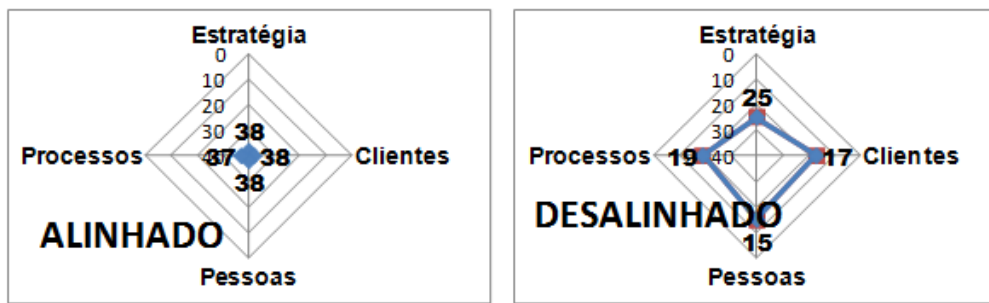 Estratégia
0
10
20
30
40
38
38
38
37
Processos
Clientes
ALINHADO
Pessoas
Estratégia
0
10
20
30
40
25
17
15
19
Processos
Clientes
DESALINHADO
Pessoas